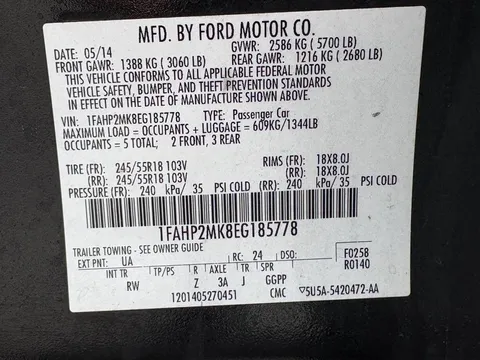 MFD. BY FORD MOTOR CO.
DATE: 05/14 GVWR: 2586 KG ( 5700 LB)
FRONT GAWR: 1388 KG ( 3060 LB) REAR GAWR: 1216 KG ( 2680 LB)
THIS VEHICLE CONFORMS TO ALL APPLICABLE FEDERAL MOTOR
VEHICLE SAFETY, BUMPER, AND THEFT PREVENTION STANDARDS
IN EFFECT ON THE DATE OF MANUFACTURE SHOWN ABOVE.
VIN: 1FAHP2MK8EG185778 TYPE: Passenger Car
MAXIMUM LOAD = OCCUPANTS + LUGGAGE = 609KG/1344LB
OCCUPANTS = 5 TOTAL; 2 FRONT, 3 REAR
TIRE (FR): 245/55R18 103V RIMS (FR): 18X8.0J
(RR): 245/55R18 103V (RR): 18X8.0J
PRESSURE (FR): 240 kPa/ 35 PSI COLD (RR): 240 kPa/ 35 PSI COLD
1FAHP2MK8EG185778
TRAILER TOWING - SEE OWNER GUIDE
EXT PNT: UA RC: 24 DSO: F0258
R0140
INT TR TP/PS R AXLE TR SPR
RW Z 3A J GGPP
1201405270451 CMC 5U5A-5420472-AA